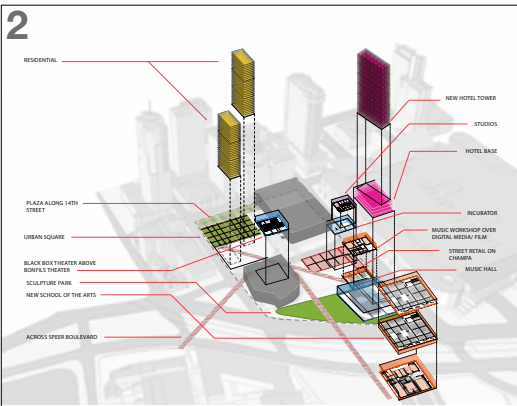 2
RESIDENTIAL
PLAZA ALONG 14TH
STREET
URBAN SQUARE
BLACK BOX THEATER ABOVE
BONFILS THEATER
SCULPTURE PARK
NEW SCHOOL OF THE ARTS
ACROSS SPEER BOULEVARD
NEW HOTEL TOWER
STUDIOS
HOTEL BASE
INCUBATOR
MUSIC WORKSHOP OVER
DIGITAL MEDIA/ FILM
STREET RETAIL ON
CHAMPA
MUSIC HALL